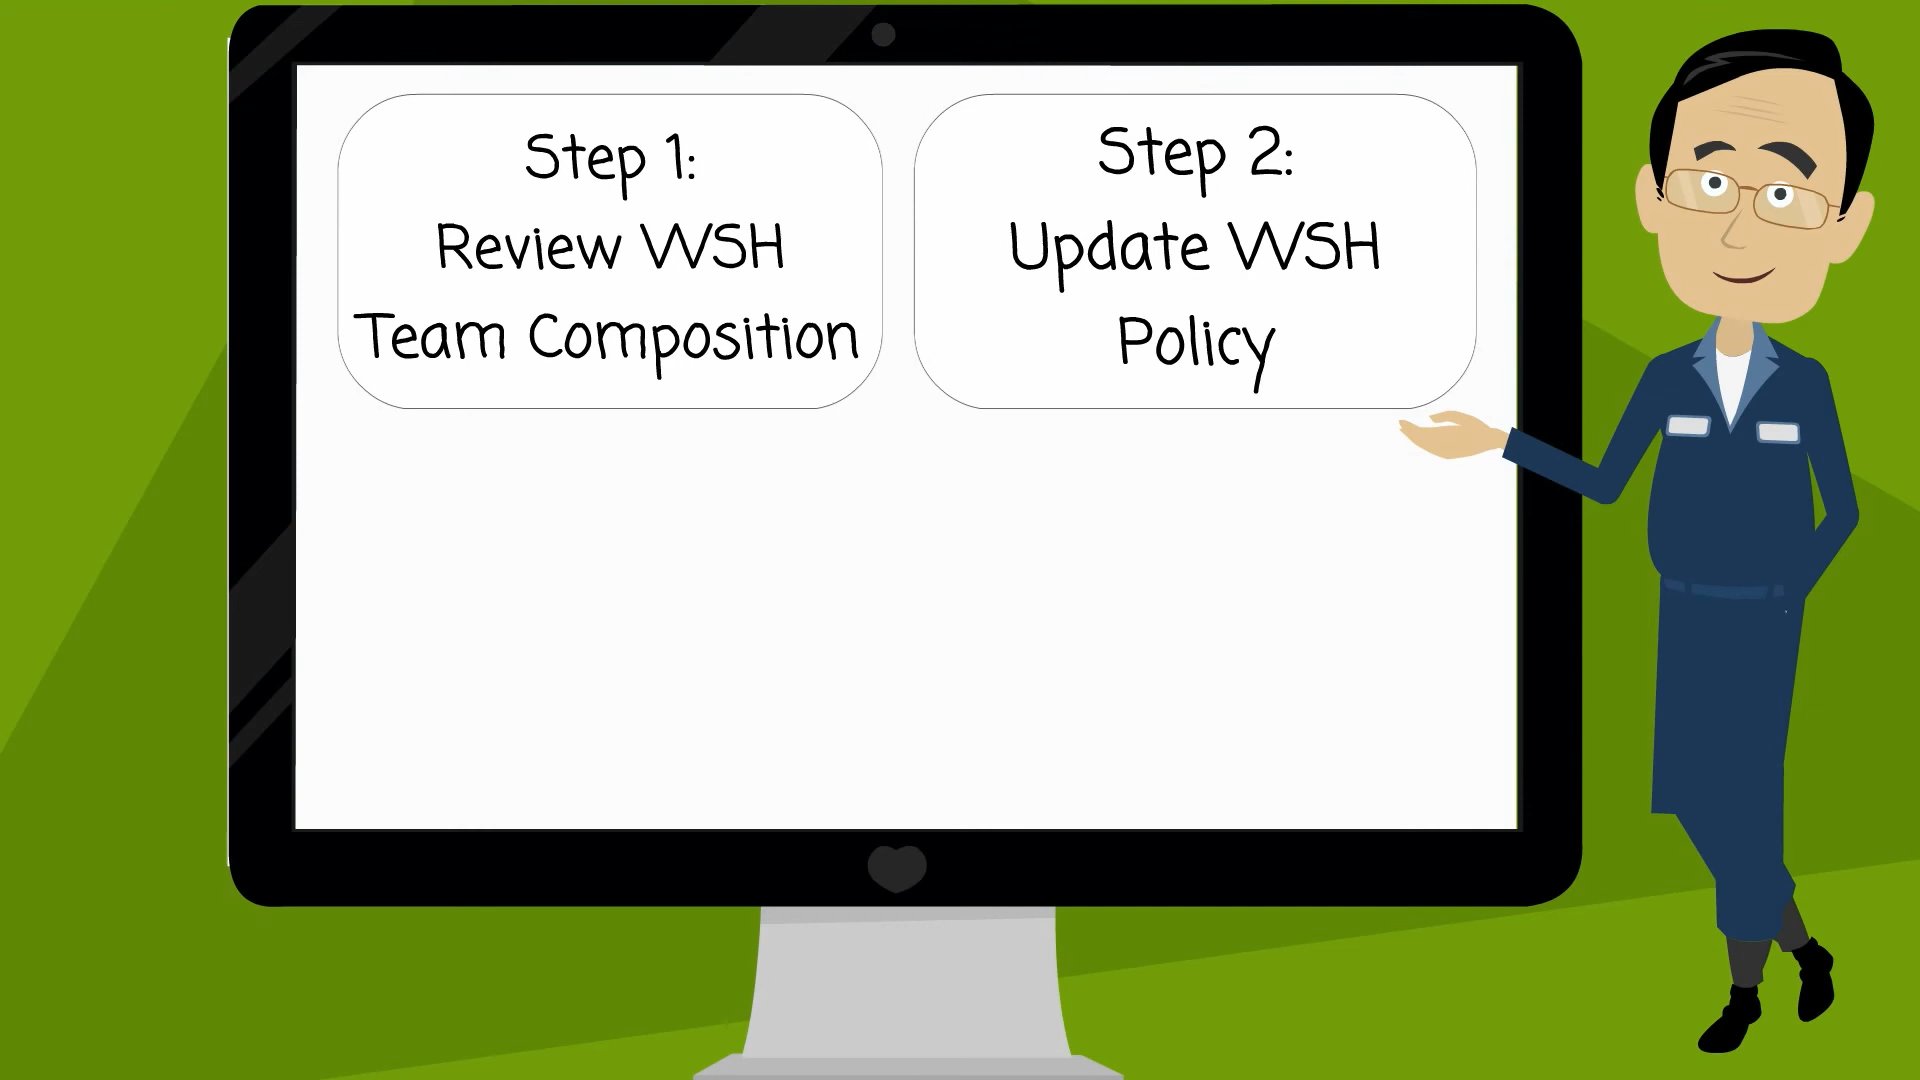 Step 1:
Review WSH
Team Composition
Step 2:
Update WSH
Policy